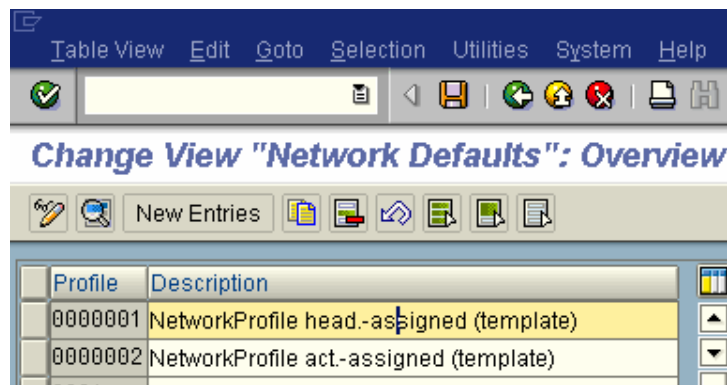 Table View Edit Goto Selection Utilities System Help
Change View "Network Defaults": Overview
New Entries
Profile Description
0000001 NetworkProfile head.-assigned (template)
0000002 NetworkProfile act.-assigned (template)